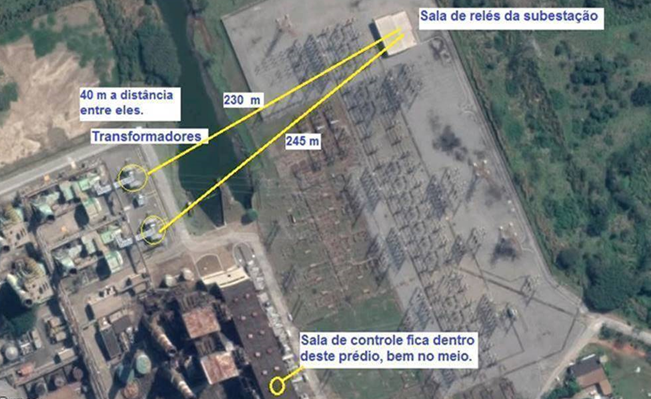 Sala de relés da subestação
40 m a distância
entre eles.
230 m
Transformadores
245 m
Sala de controle fica dentro
deste prédio, bem no meio.